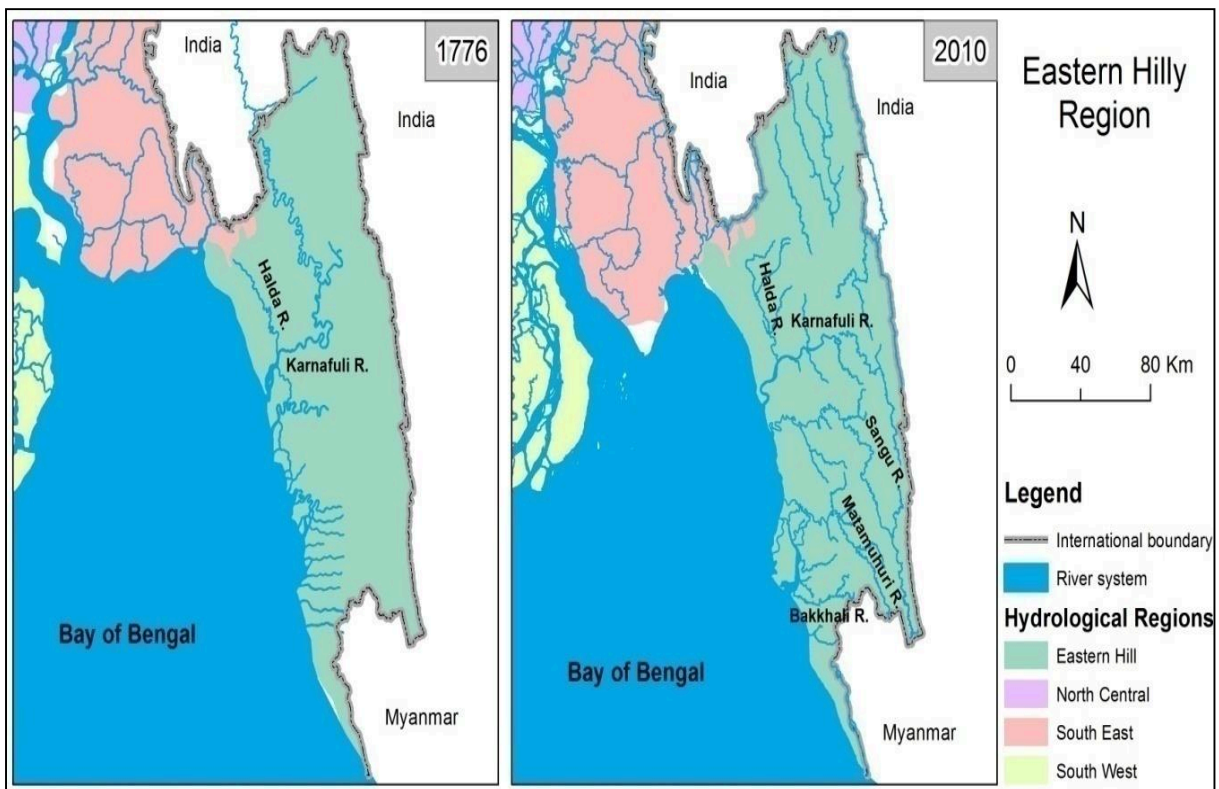 1776
India
India
Halda R.
Karnafuli R.
Bay of Bengal
Myanmar
2010
India
India
Halda R.
Karnafuli R.
Sangu R.
Matamuhuri R.
Bakkhali R.
Bay of Bengal
Myanmar
Eastern Hilly
Region
N
0 40 80 Km
Legend
International boundary
River system
Hydrological Regions
Eastern Hill
North Central
South East
South West